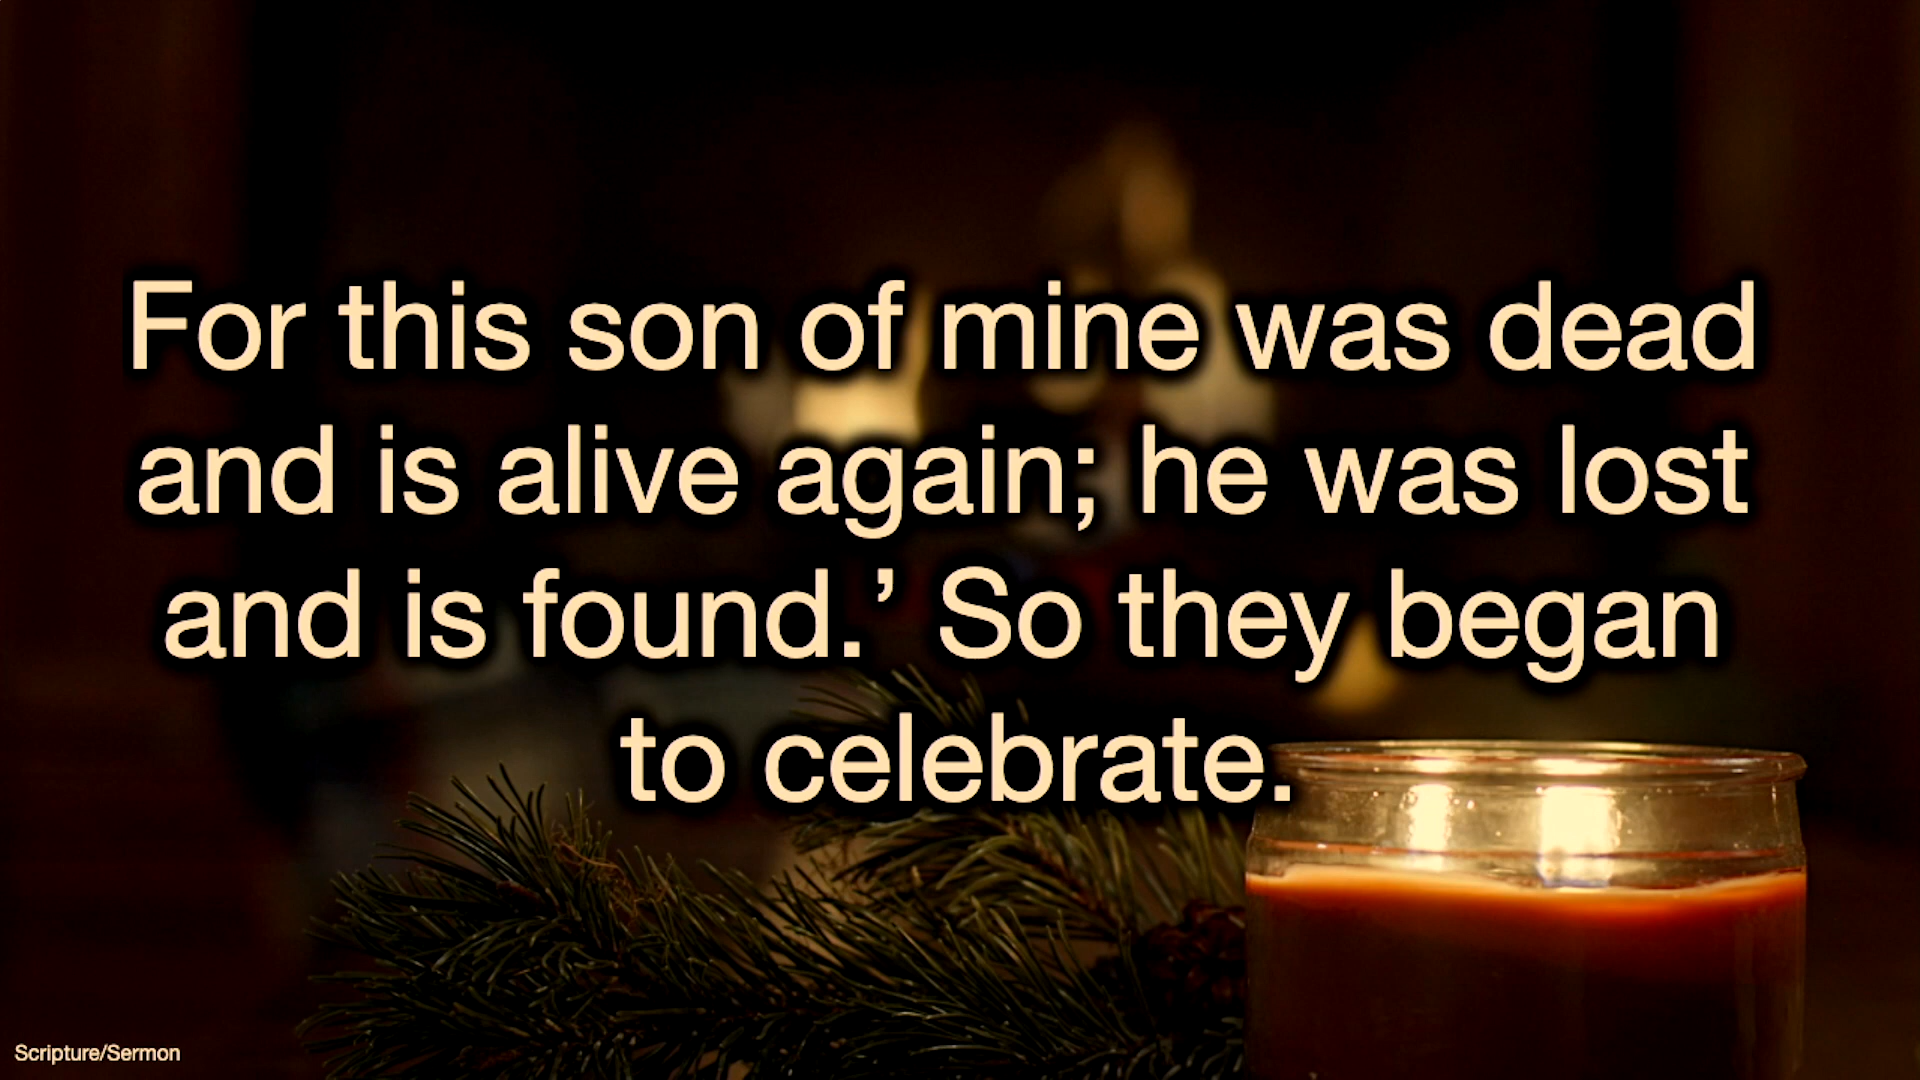 For this son of mine was dead
and is alive again; he was lost
and is found.’ So they began
to celebrate.
Scripture/Sermon